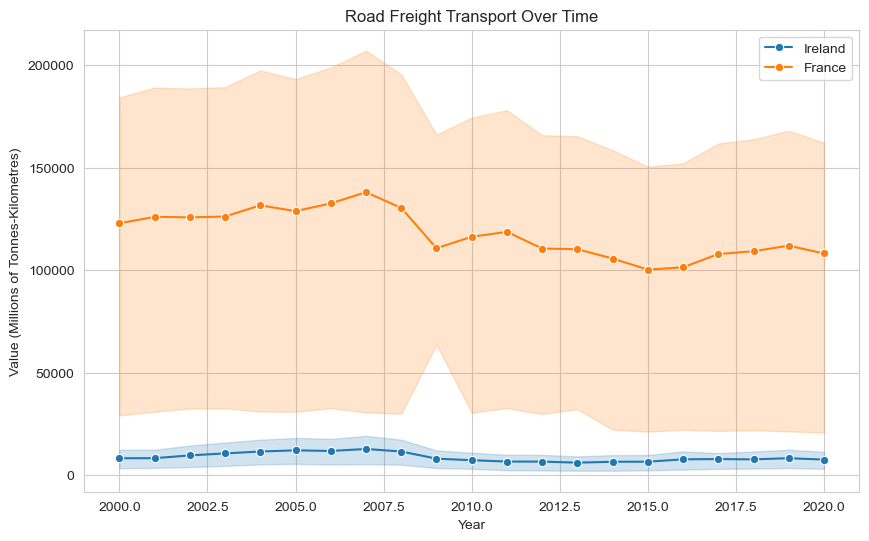 Road Freight Transport Over Time
Ireland
France
Value (Millions of Tonnes-Kilometres)
200000
150000
100000
50000
0
2000.0 2002.5 2005.0 2007.5 2010.0 2012.5 2015.0 2017.5 2020.0
Year